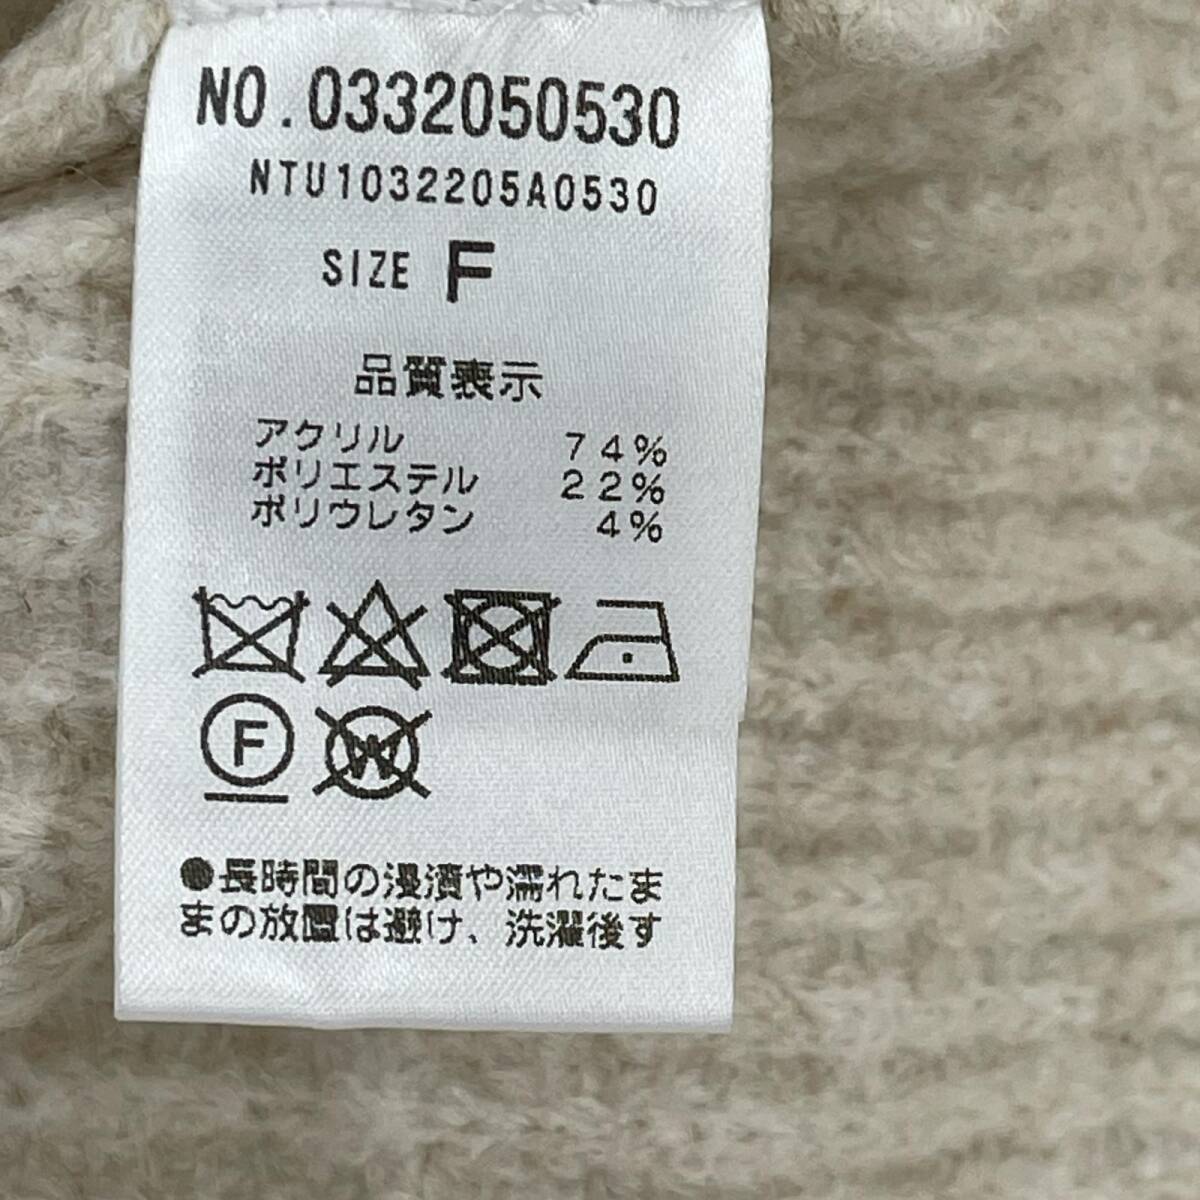 NO.0332050530
NTU1032205A0530
SIZE F
品質表示
アクリル 74%
ポリエステル 22%
ポリウレタン 4%
F
W
●長時間の浸漬や濡れたま
まの放置は避け、洗濯後す